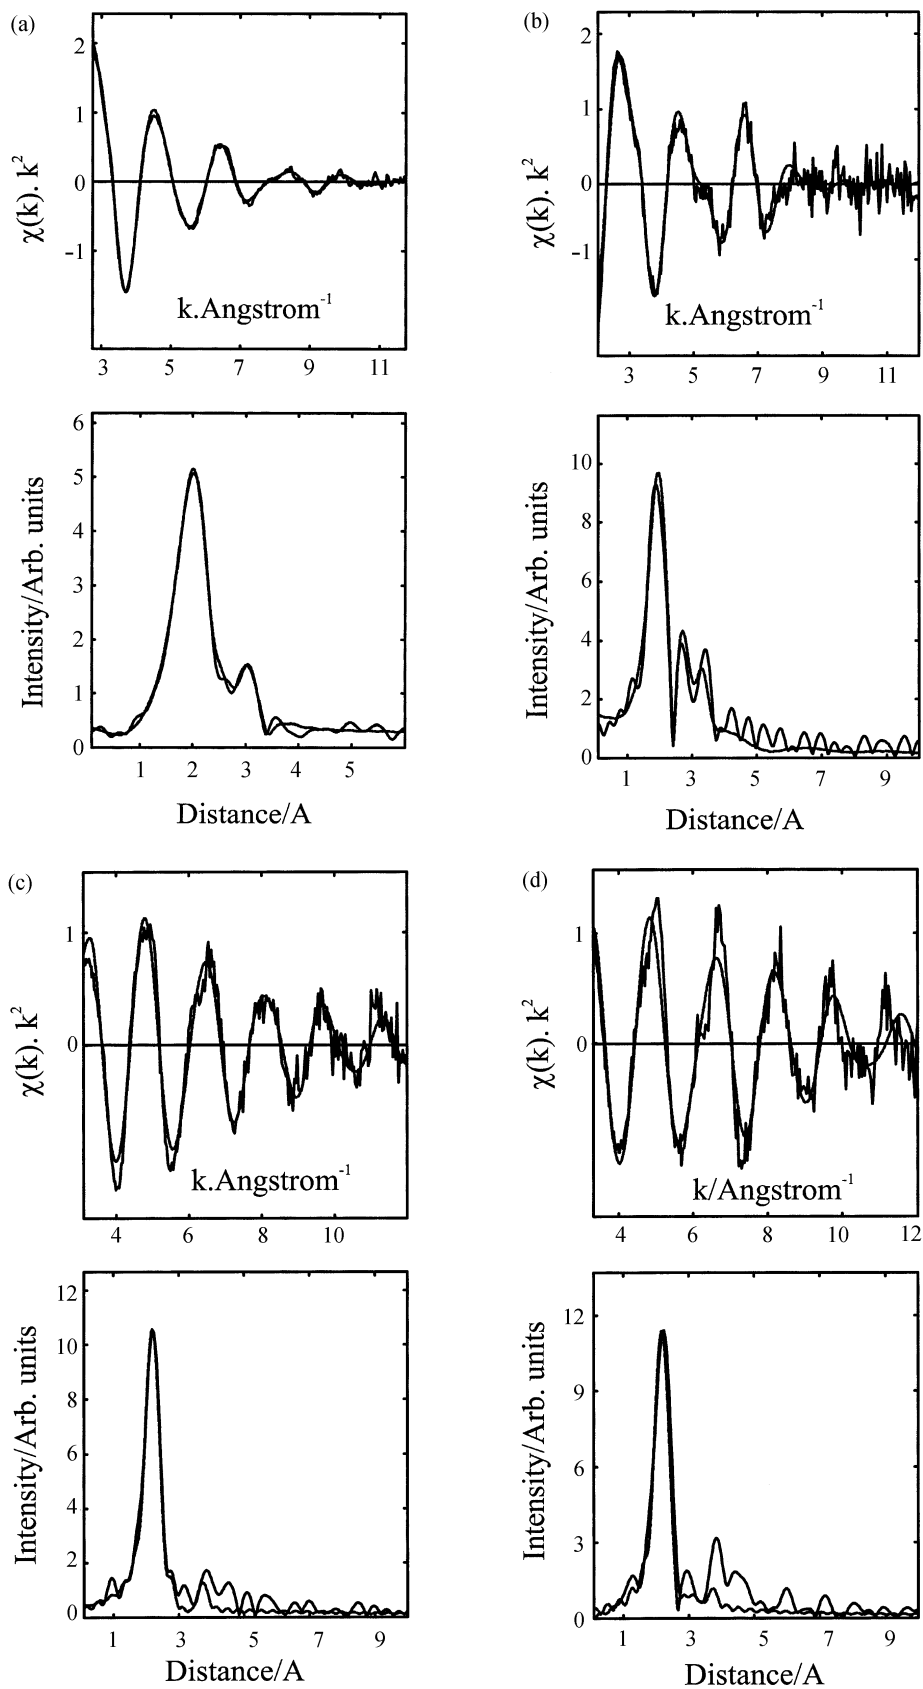 (a)
2
1
0
-1
χ(k). k²
k.Angstrom⁻¹
3 5 7 9 11
6
5
4
3
2
1
0
Intensity/Arb. units
1 2 3 4 5
Distance/A
(b)
2
1
0
-1
χ(k). k²
k.Angstrom⁻¹
3 5 7 9 11
10
8
6
4
2
0
Intensity/Arb. units
1 3 5 7 9
Distance/A
(c)
1
0
χ(k). k²
k.Angstrom⁻¹
4 6 8 10
12
10
8
6
4
2
0
Intensity/Arb. units
1 3 5 7 9
Distance/A
(d)
1
0
χ(k). k²
k/Angstrom⁻¹
4 6 8 10 12
12
9
6
3
0
Intensity/Arb. units
1 3 5 7 9
Distance/A